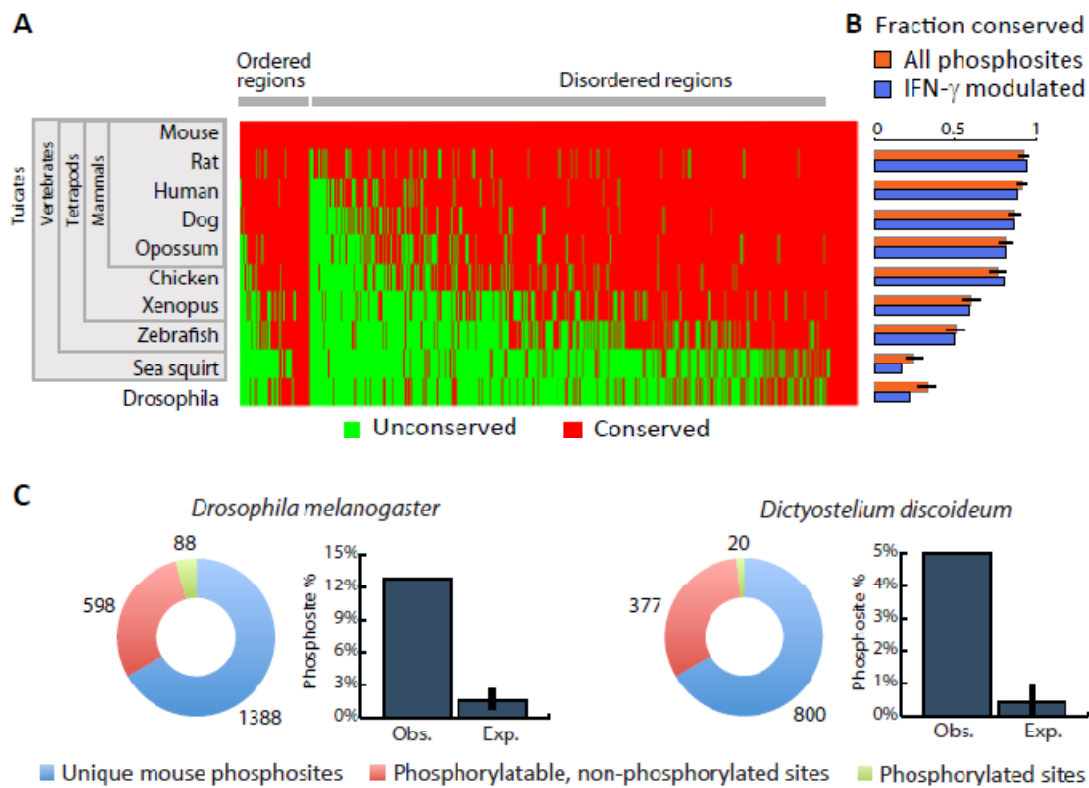 A
Ordered regions
Disordered regions
Tuicates
Vertebrates
Tetrapods
Mammals
Mouse
Rat
Human
Dog
Opossum
Chicken
Xenopus
Zebrafish
Sea squirt
Drosophila
Unconserved
Conserved
B Fraction conserved
All phosphosites
IFN-γ modulated
0 0.5 1
C
Drosophila melanogaster
88
598
1388
Phosphosite %
15%
12%
9%
6%
3%
0%
Obs. Exp.
Dictyostelium discoideum
20
377
800
Phosphosite %
5%
4%
3%
2%
1%
0%
Obs. Exp.
Unique mouse phosphosites
Phosphorylatable, non-phosphorylated sites
Phosphorylated sites